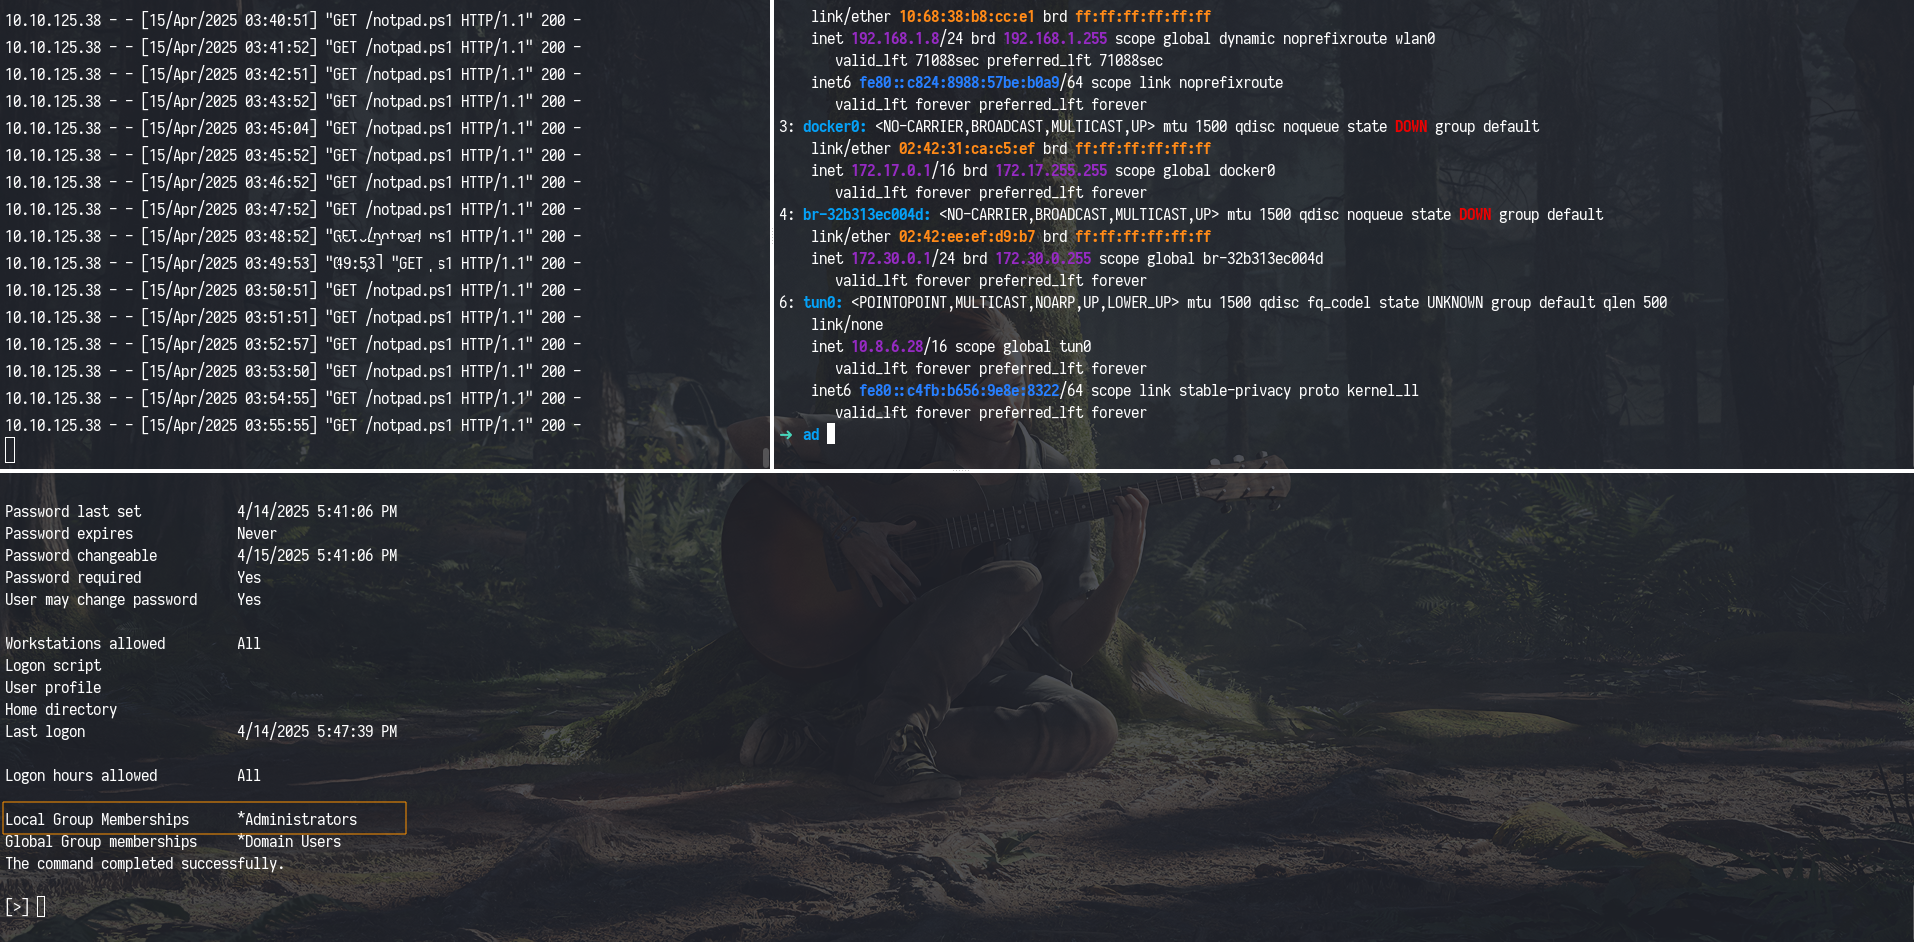 10.10.125.38 - - [15/Apr/2025 03:40:51] "GET /notpad.ps1 HTTP/1.1" 200 -
10.10.125.38 - - [15/Apr/2025 03:41:52] "GET /notpad.ps1 HTTP/1.1" 200 -
10.10.125.38 - - [15/Apr/2025 03:42:51] "GET /notpad.ps1 HTTP/1.1" 200 -
10.10.125.38 - - [15/Apr/2025 03:43:52] "GET /notpad.ps1 HTTP/1.1" 200 -
10.10.125.38 - - [15/Apr/2025 03:45:04] "GET /notpad.ps1 HTTP/1.1" 200 -
10.10.125.38 - - [15/Apr/2025 03:45:52] "GET /notpad.ps1 HTTP/1.1" 200 -
10.10.125.38 - - [15/Apr/2025 03:46:52] "GET /notpad.ps1 HTTP/1.1" 200 -
10.10.125.38 - - [15/Apr/2025 03:47:52] "GET /notpad.ps1 HTTP/1.1" 200 -
10.10.125.38 - - [15/Apr/2025 03:48:52] "GET /notpad.ps1 HTTP/1.1" 200 -
10.10.125.38 - - [15/Apr/2025 03:49:53] HTTP/1.1" 200 -
10.10.125.38 - - [15/Apr/2025 03:50:51] "GET /notpad.ps1 HTTP/1.1" 200 -
10.10.125.38 - - [15/Apr/2025 03:51:51] "GET /notpad.ps1 HTTP/1.1" 200 -
10.10.125.38 - - [15/Apr/2025 03:52:57] "GET /notpad.ps1 HTTP/1.1" 200 -
10.10.125.38 - - [15/Apr/2025 03:53:50] "GET /notpad.ps1 HTTP/1.1" 200 -
10.10.125.38 - - [15/Apr/2025 03:54:55] "GET /notpad.ps1 HTTP/1.1" 200 -
10.10.125.38 - - [15/Apr/2025 03:55:55] "GET /notpad.ps1 HTTP/1.1" 200 -
link/ether 10:68:38:b8:cc:e1 brd ff:ff:ff:ff:ff:ff
inet 192.168.1.8/24 brd 192.168.1.255 scope global dynamic noprefixroute wlan0
valid_lft 71088sec preferred_lft 71088sec
inet6 fe80::c824:8988:57be:b0a9/64 scope link noprefixroute
valid_lft forever preferred_lft forever
3: docker0: <NO-CARRIER,BROADCAST,MULTICAST,UP> mtu 1500 qdisc noqueue state DOWN group default
link/ether 02:42:31:ca:c5:ef brd ff:ff:ff:ff:ff:ff
inet 172.17.0.1/16 brd 172.17.255.255 scope global docker0
valid_lft forever preferred_lft forever
4: br-32b313ec004d: <NO-CARRIER,BROADCAST,MULTICAST,UP> mtu 1500 qdisc noqueue state DOWN group default
link/ether 02:42:ee:ef:d9:b7 brd ff:ff:ff:ff:ff:ff
inet 172.30.0.1/24 brd 172.30.0.255 scope global br-32b313ec004d
valid_lft forever preferred_lft forever
6: tun0: <POINTOPOINT,MULTICAST,NOARP,UP,LOWER_UP> mtu 1500 qdisc fq_codel state UNKNOWN group default qlen 500
link/none
inet 10.8.6.28/16 scope global tun0
valid_lft forever preferred_lft forever
inet6 fe80::c4fb:b656:9e8e:8322/64 scope link stable-privacy proto kernel_ll
valid_lft forever preferred_lft forever
➜ ad
Password last set 4/14/2025 5:41:06 PM
Password expires Never
Password changeable 4/15/2025 5:41:06 PM
Password required Yes
User may change password Yes
Workstations allowed All
Logon script
User profile
Home directory
Last logon 4/14/2025 5:47:39 PM
Logon hours allowed All
Local Group Memberships *Administrators
Global Group memberships *Domain Users
The command completed successfully.
[>]